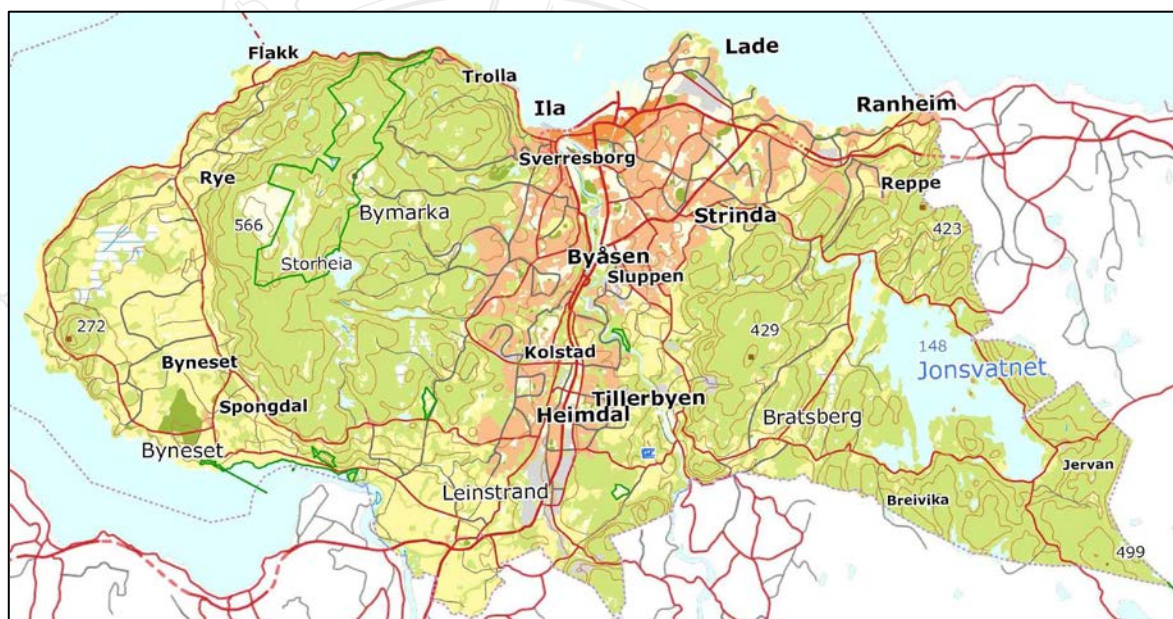 Lade
Flakk
Trolla
Ila
Ranheim
Sverresborg
Rye
Reppe
Bymarka
Strinda
566
423
Byåsen
Storheia
Sluppen
272
429
148
Kolstad
Byneset
Jonsvatnet
Tillerbyen
Spongdal
Heimdal
Bratsberg
Byneset
Jervan
Leinstrand
Breivika
499